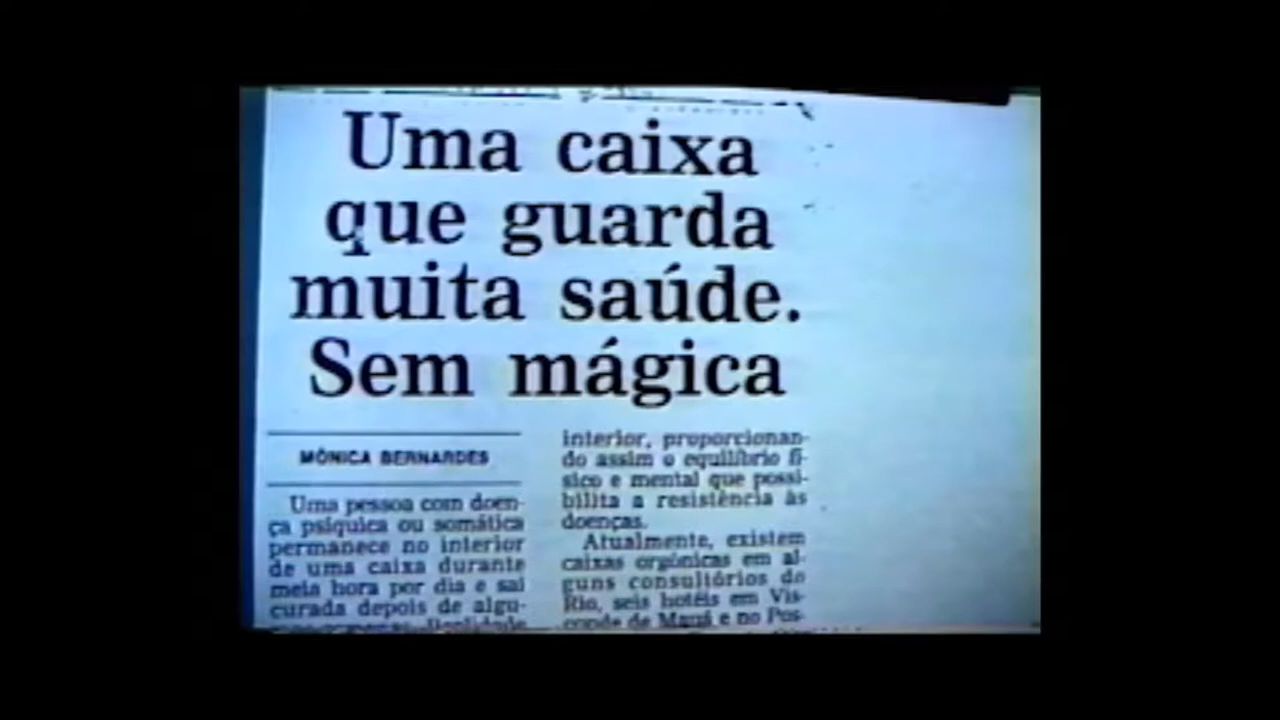 Uma caixa
que guarda
muita saúde.
Sem mágica
MÔNICA BERNARDES
Uma pessoa com doen-
ça psíquica ou somática
permanece no interior
de uma caixa durante
meia hora por dia e sai
curada depois de algu-
interior, proporcionan-
do assim o equilíbrio fí-
sico e mental que possi-
bilita a resistência às
doenças.
Atualmente, existem
caixas orgônicas em al-
guns consultórios do
Rio, seis hotéis em Vis-
conde de Mauá e no Pos-